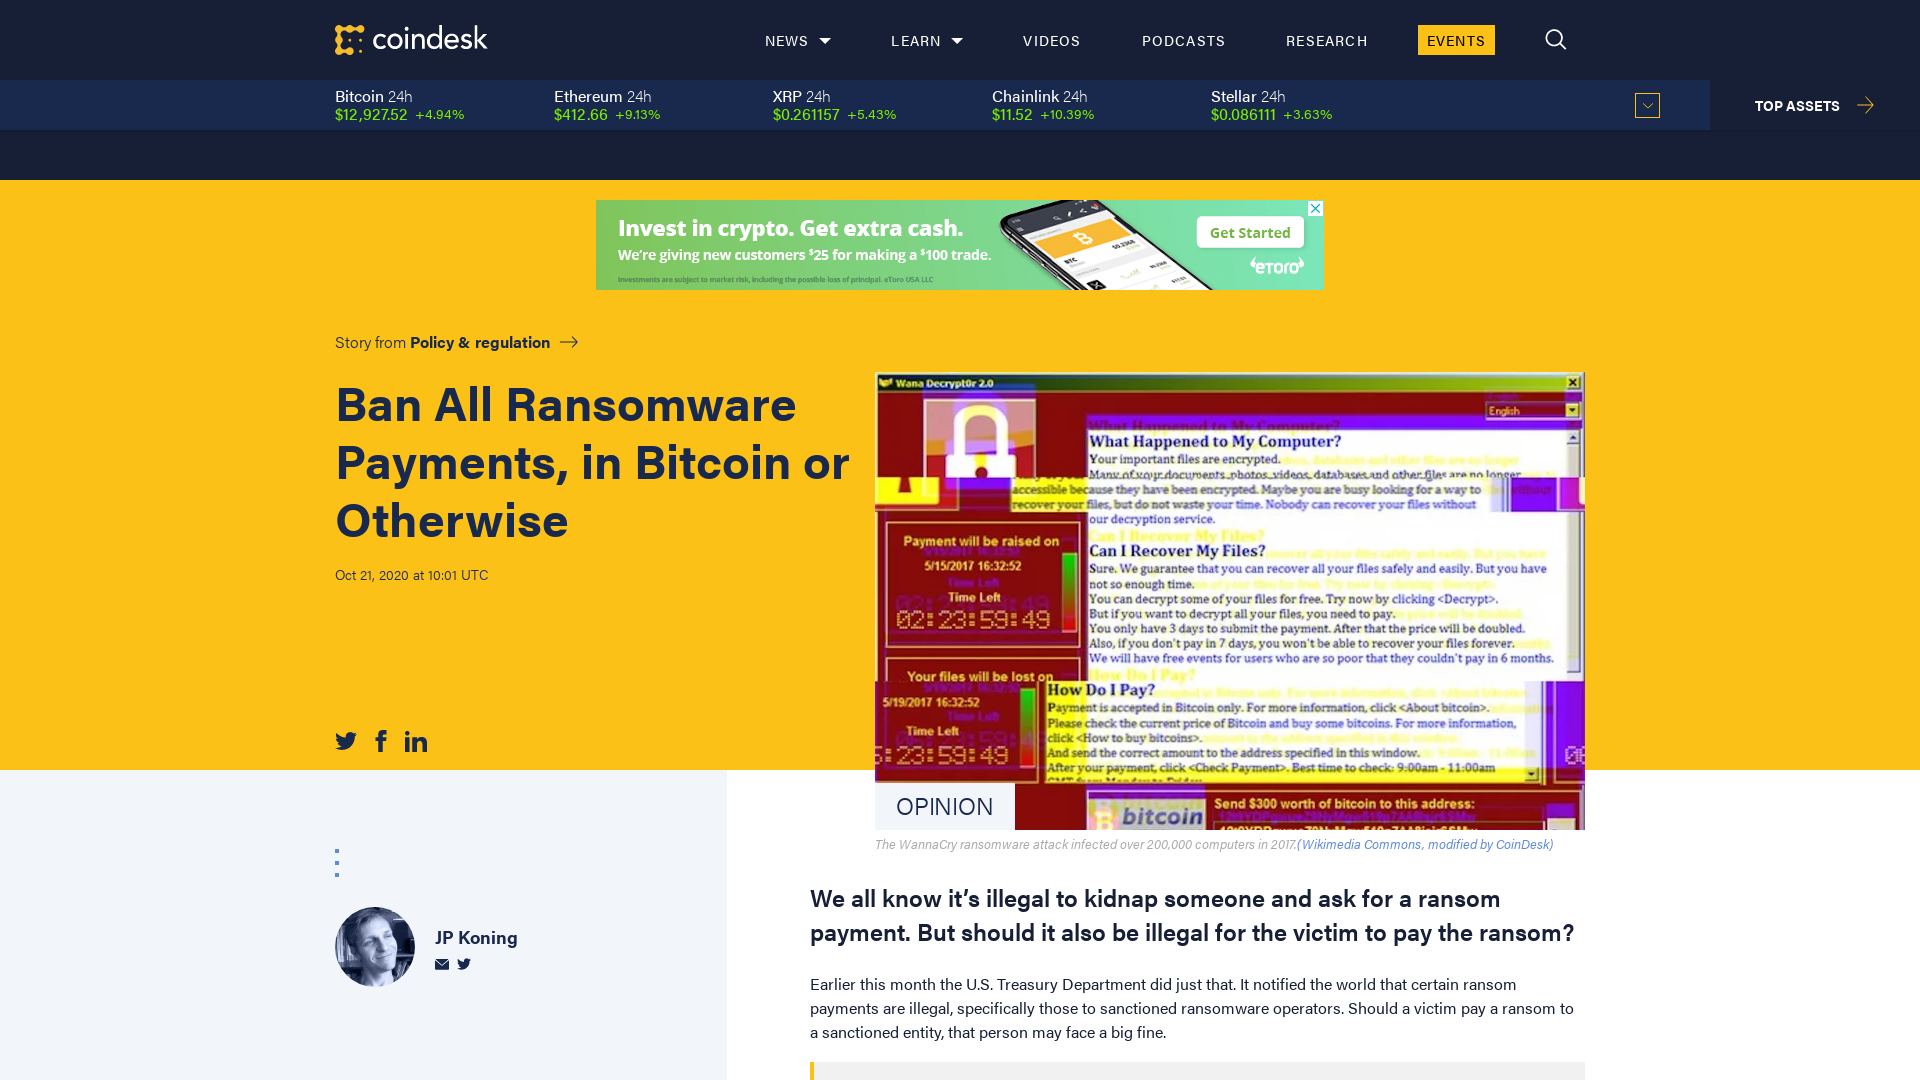 coindesk
NEWS
LEARN
VIDEOS
PODCASTS
RESEARCH
EVENTS
Bitcoin 24h
$12,927.52 +4.94%
Ethereum 24h
$412.66 +9.13%
XRP 24h
$0.261157 +5.43%
Chainlink 24h
$11.52 +10.39%
Stellar 24h
$0.086111 +3.63%
TOP ASSETS
Invest in crypto. Get extra cash.
We're giving new customers $25 for making a $100 trade.
Investments are subject to market risk, including the possible loss of principal. eToro USA LLC
Get Started
eToro
Story from Policy & regulation
Ban All Ransomware
Payments, in Bitcoin or
Otherwise
Oct 21, 2020 at 10:01 UTC
Wana Decrypt0r 2.0
English
What Happened to My Computer?
Your important files are encrypted.
Many of your documents, photos, videos, databases and other files are no longer
accessible because they have been encrypted. Maybe you are busy looking for a way to
recover your files, but do not waste your time. Nobody can recover your files without
our decryption service.
Payment will be raised on
5/15/2017 16:32:52
Time Left
02:23:59:49
Can I Recover My Files?
Sure. We guarantee that you can recover all your files safely and easily. But you have
not so enough time.
You can decrypt some of your files for free. Try now by clicking <Decrypt>.
But if you want to decrypt all your files, you need to pay.
You only have 3 days to submit the payment. After that the price will be doubled.
Also, if you don't pay in 7 days, you won't be able to recover your files forever.
We will have free events for users who are so poor that they couldn't pay in 6 months.
Your files will be lost on
5/19/2017 16:32:52
Time Left
:23:59:49
How Do I Pay?
Payment is accepted in Bitcoin only. For more information, click <About bitcoin>.
Please check the current price of Bitcoin and buy some bitcoins. For more information,
click <How to buy bitcoins>.
And send the correct amount to the address specified in this window.
After your payment, click <Check Payment>. Best time to check: 9:00am - 11:00am
GMT from Monday to Friday.
bitcoin
Send $300 worth of bitcoin to this address:
OPINION
The WannaCry ransomware attack infected over 200,000 computers in 2017.(Wikimedia Commons, modified by CoinDesk)
JP Koning
We all know it's illegal to kidnap someone and ask for a ransom
payment. But should it also be illegal for the victim to pay the ransom?
Earlier this month the U.S. Treasury Department did just that. It notified the world that certain ransom
payments are illegal, specifically those to sanctioned ransomware operators. Should a victim pay a ransom to
a sanctioned entity, that person may face a big fine.